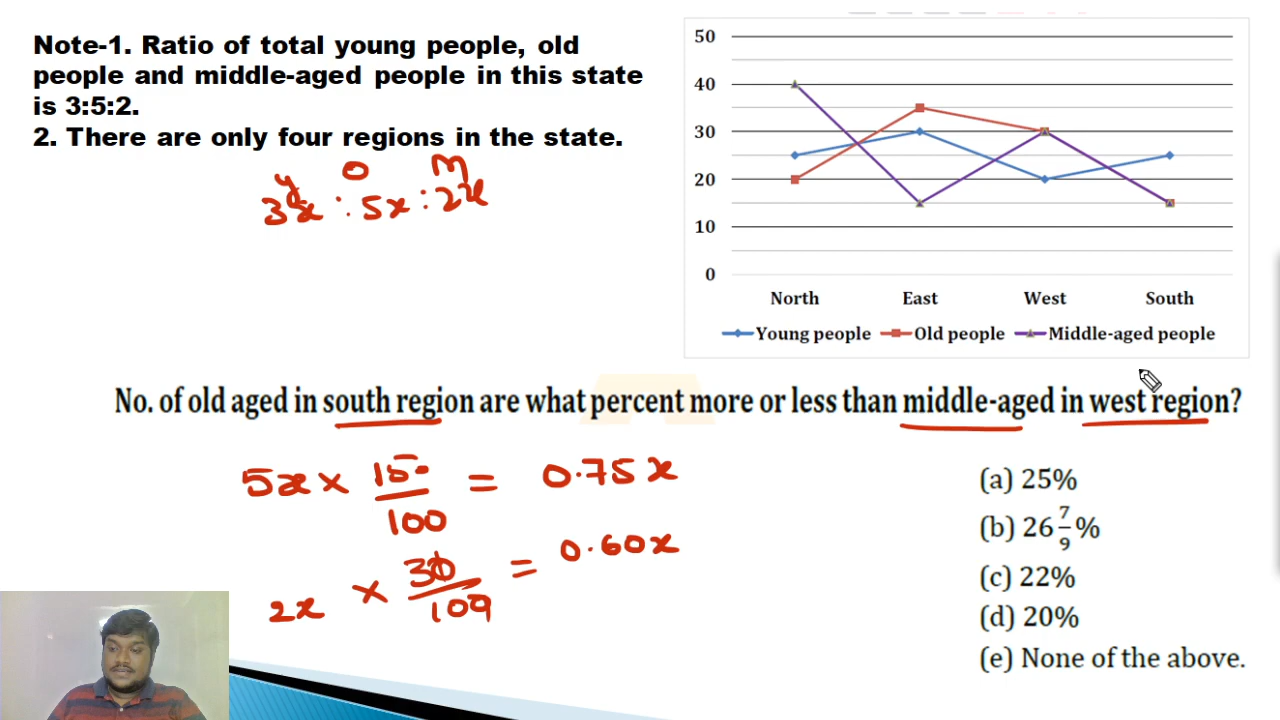 Note-1. Ratio of total young people, old
people and middle-aged people in this state
is 3:5:2.
2. There are only four regions in the state.
y O m
3x : 5x : 2x
50
40
30
20
10
0
North East West South
Young people Old people Middle-aged people
No. of old aged in south region are what percent more or less than middle-aged in west region?
5x × 15/100 = 0.75x
2x × 30/100 = 0.60x
(a) 25%
(b) 26 7/9 %
(c) 22%
(d) 20%
(e) None of the above.